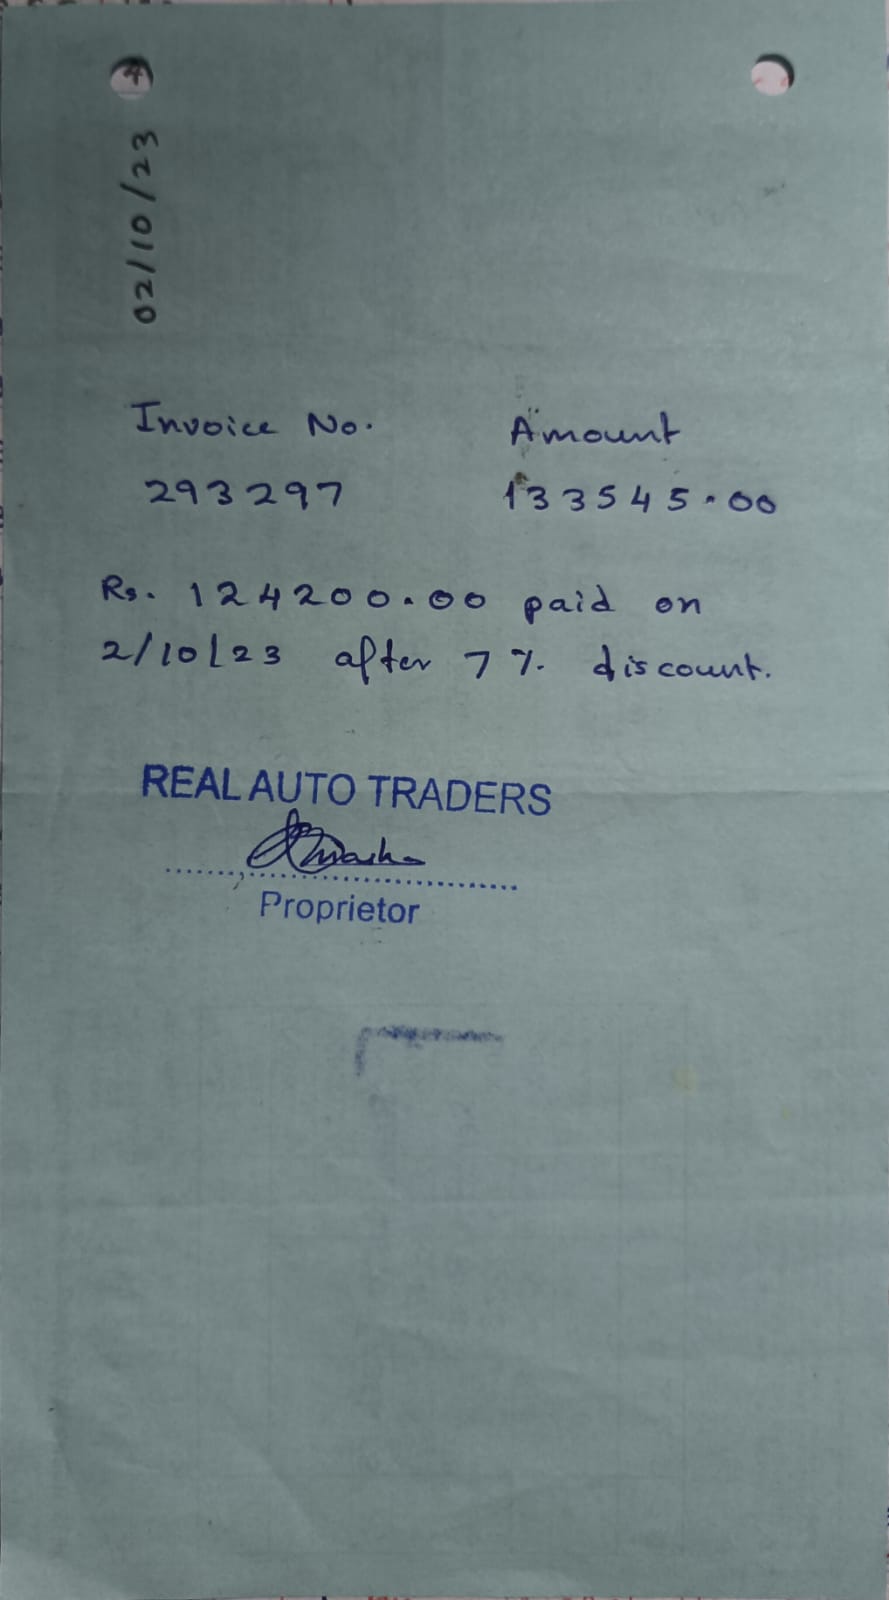 02/10/23
Invoice No. Amount
293297 133545.00
Rs. 124200.00 paid on
2/10/23 after 7% discount.
REAL AUTO TRADERS
Proprietor